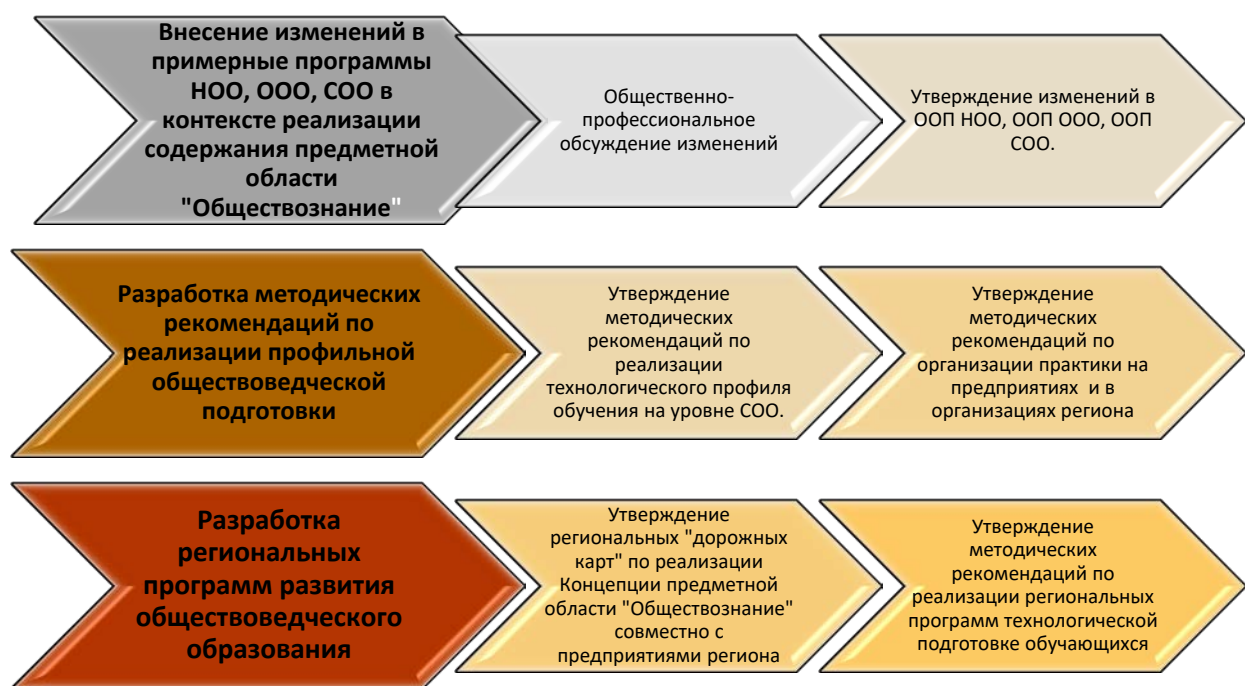 Внесение изменений в
примерные программы
НОО, ООО, СОО в
контексте реализации
содержания предметной
области
"Обществознание"
Общественно-
профессиональное
обсуждение изменений
Утверждение изменений в
ООП НОО, ООП ООО, ООП
СОО.
Разработка методических
рекомендаций по
реализации профильной
обществоведческой
подготовки
Утверждение
методических
рекомендаций по
реализации
технологического профиля
обучения на уровне СОО.
Утверждение
методических
рекомендаций по
организации практики на
предприятиях и в
организациях региона
Разработка
региональных
программ развития
обществоведческого
образования
Утверждение
региональных "дорожных
карт" по реализации
Концепции предметной
области "Обществознание"
совместно с
предприятиями региона
Утверждение
методических
рекомендаций по
реализации региональных
программ технологической
подготовке обучающихся